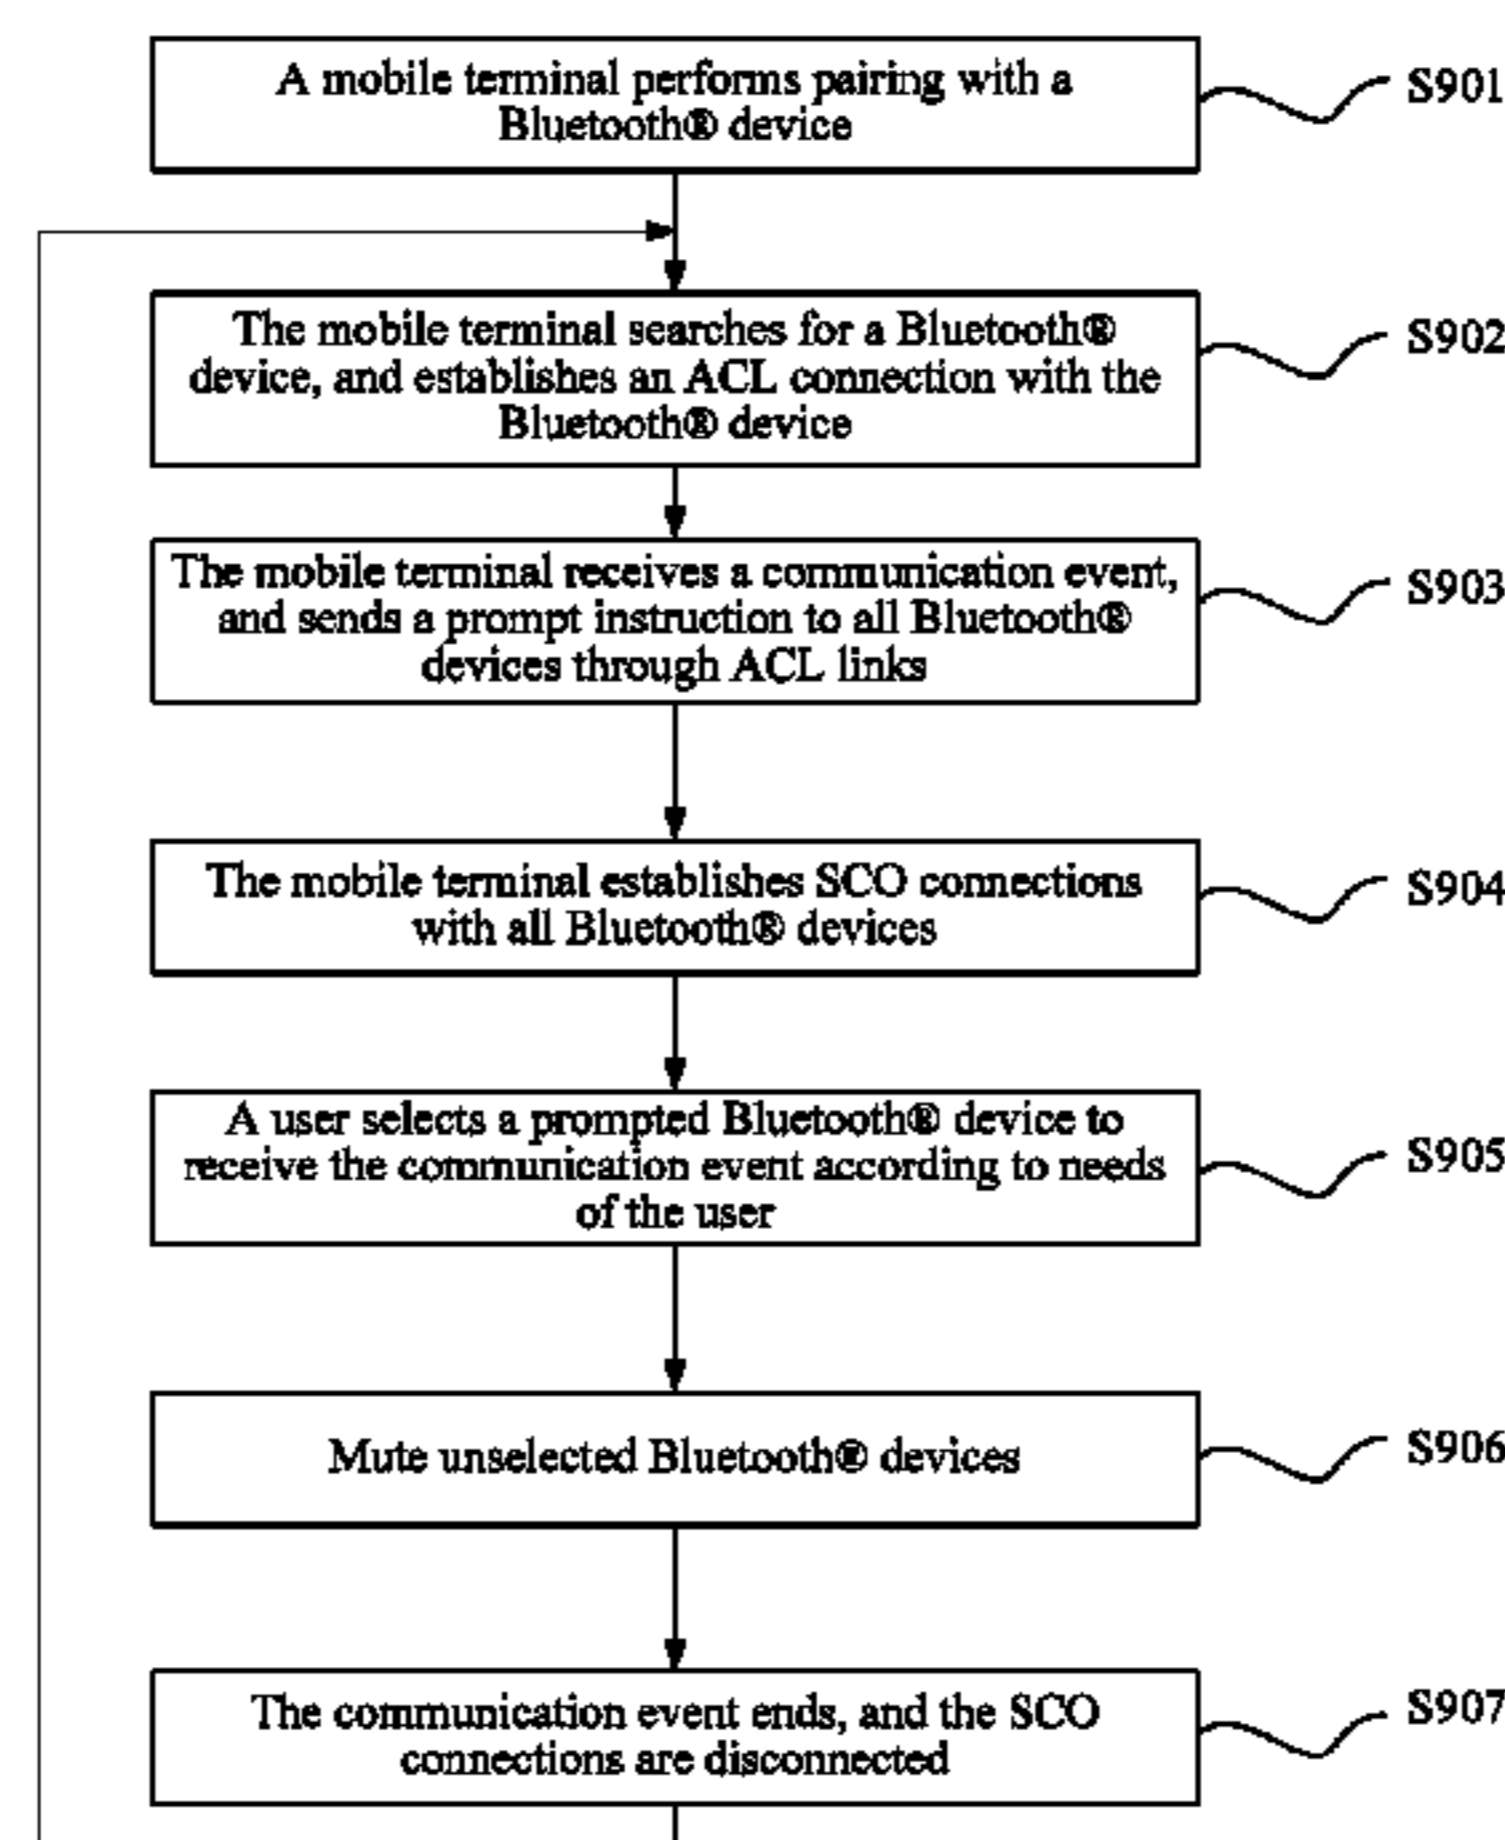 A mobile terminal performs pairing with a
Bluetooth® device
S901
The mobile terminal searches for a Bluetooth®
device, and establishes an ACL connection with the
Bluetooth® device
S902
The mobile terminal receives a communication event,
and sends a prompt instruction to all Bluetooth®
devices through ACL links
S903
The mobile terminal establishes SCO connections
with all Bluetooth® devices
S904
A user selects a prompted Bluetooth® device to
receive the communication event according to needs
of the user
S905
Mute unselected Bluetooth® devices
S906
The communication event ends, and the SCO
connections are disconnected
S907